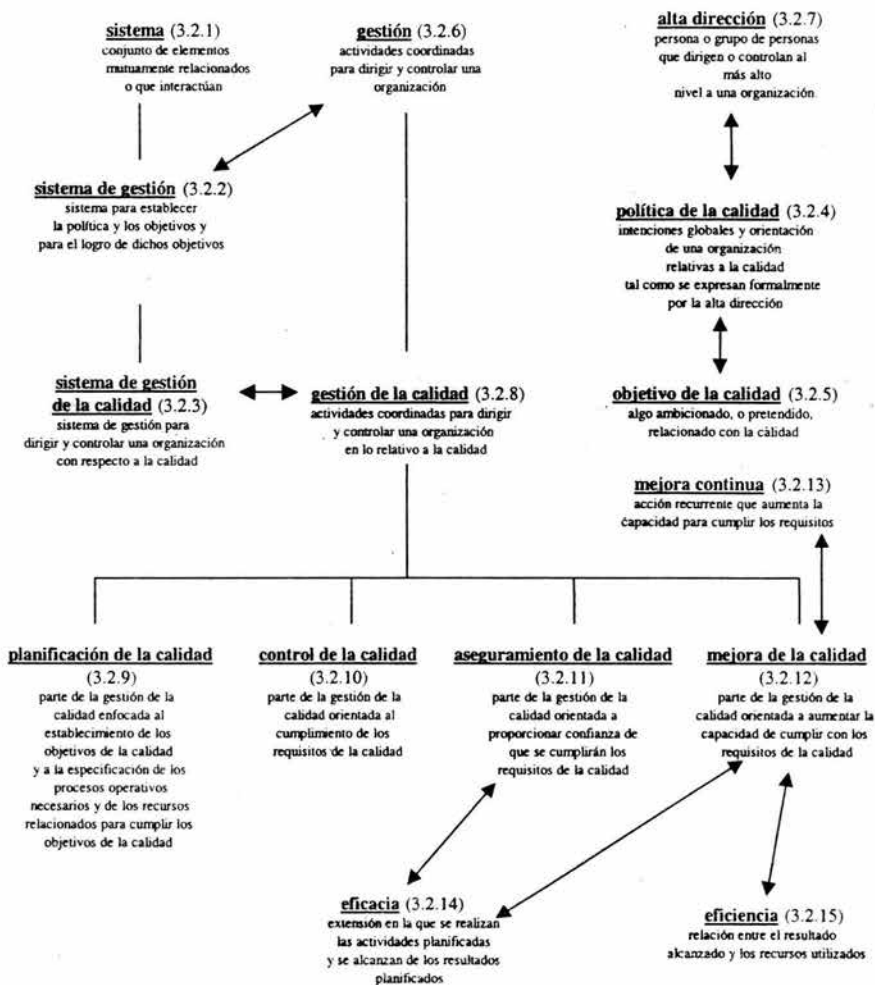 sistema (3.2.1)
conjunto de elementos
mutuamente relacionados
o que interactúan
gestión (3.2.6)
actividades coordinadas
para dirigir y controlar una
organización
alta dirección (3.2.7)
persona o grupo de personas
que dirigen o controlan al
más alto
nivel a una organización
sistema de gestión (3.2.2)
sistema para establecer
la política y los objetivos y
para el logro de dichos objetivos
política de la calidad (3.2.4)
intenciones globales y orientación
de una organización
relativas a la calidad
tal como se expresan formalmente
por la alta dirección
sistema de gestión
de la calidad (3.2.3)
sistema de gestión para
dirigir y controlar una organización
con respecto a la calidad
gestión de la calidad (3.2.8)
actividades coordinadas para dirigir
y controlar una organización
en lo relativo a la calidad
objetivo de la calidad (3.2.5)
algo ambicionado, o pretendido,
relacionado con la calidad
mejora continua (3.2.13)
acción recurrente que aumenta la
capacidad para cumplir los requisitos
planificación de la calidad
(3.2.9)
parte de la gestión de la
calidad enfocada al
establecimiento de los
objetivos de la calidad
y a la especificación de los
procesos operativos
necesarios y de los recursos
relacionados para cumplir los
objetivos de la calidad
control de la calidad
(3.2.10)
parte de la gestión de la
calidad orientada al
cumplimiento de los
requisitos de la calidad
aseguramiento de la calidad
(3.2.11)
parte de la gestión de la
calidad orientada a
proporcionar confianza de
que se cumplirán los
requisitos de la calidad
mejora de la calidad
(3.2.12)
parte de la gestión de la
calidad orientada a aumentar la
capacidad de cumplir con los
requisitos de la calidad
eficacia (3.2.14)
extensión en la que se realizan
las actividades planificadas
y se alcanzan de los resultados
planificados
eficiencia (3.2.15)
relación entre el resultado
alcanzado y los recursos utilizados